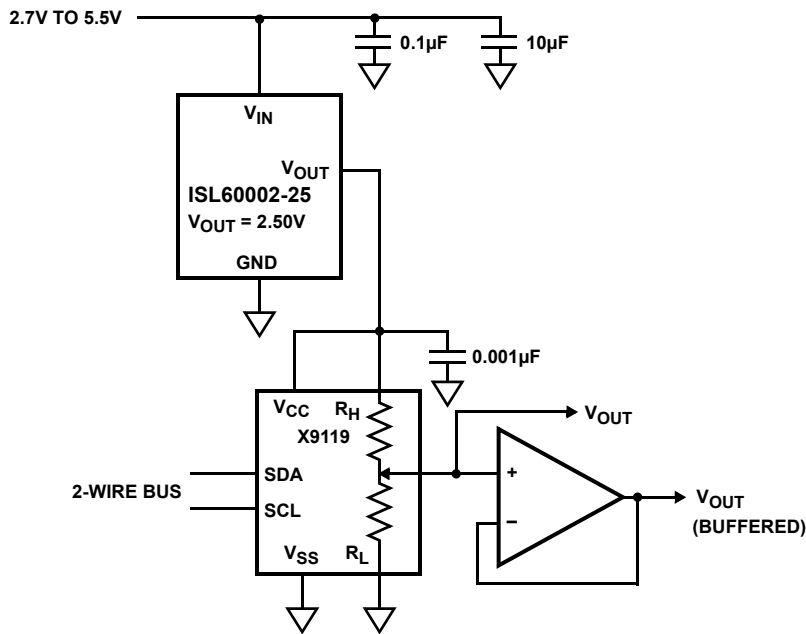 2.7V TO 5.5V
0.1µF
10µF
VIN
VOUT
ISL60002-25
VOUT = 2.50V
GND
0.001µF
VCC
RH
X9119
VOUT
SDA
2-WIRE BUS
SCL
+
–
VOUT
(BUFFERED)
VSS
RL